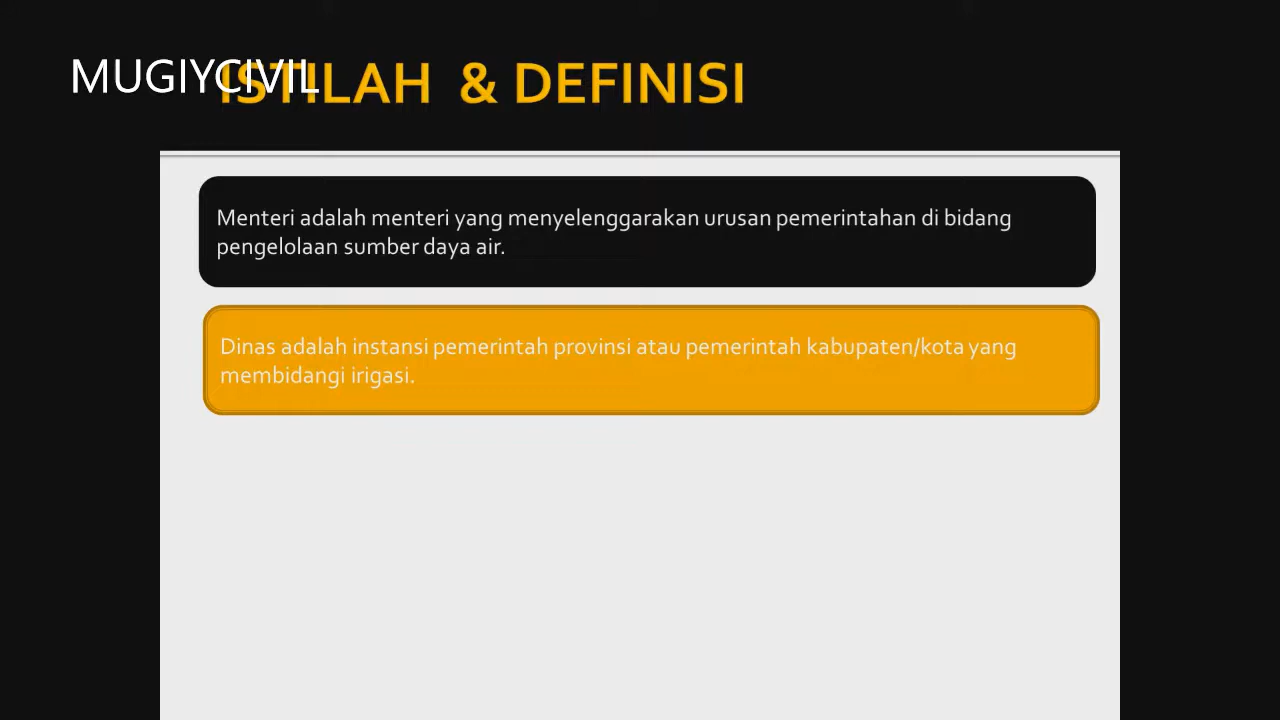 MUGIYCIVIL
ISTILAH & DEFINISI
Menteri adalah menteri yang menyelenggarakan urusan pemerintahan di bidang
pengelolaan sumber daya air.
Dinas adalah instansi pemerintah provinsi atau pemerintah kabupaten/kota yang
membidangi irigasi.